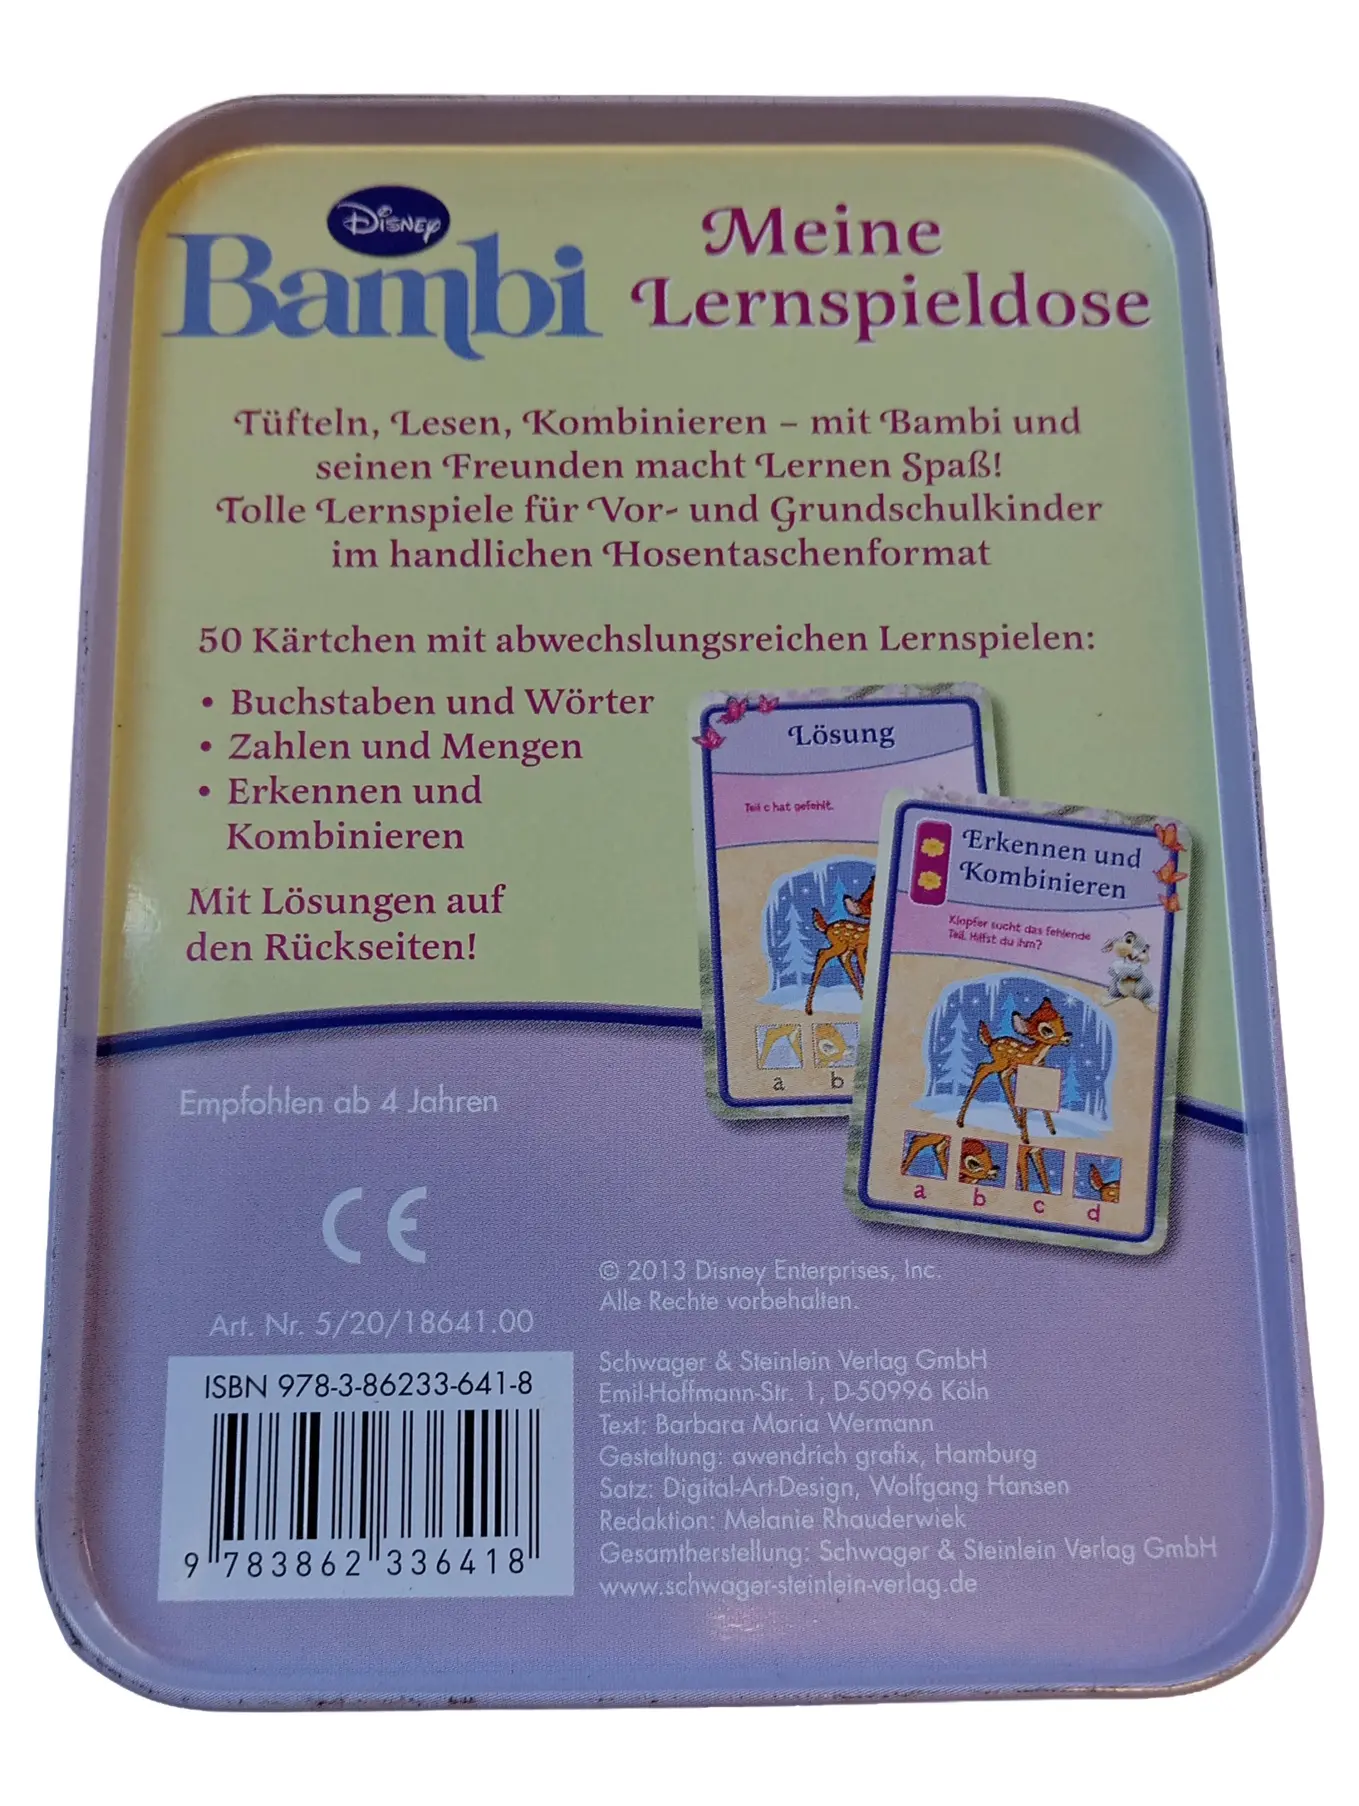 Disney
Bambi
Meine
Lernspieldose
Tüfteln, Lesen, Kombinieren – mit Bambi und
seinen Freunden macht Lernen Spaß!
Tolle Lernspiele für Vor- und Grundschulkinder
im handlichen Hosentaschenformat
50 Kärtchen mit abwechslungsreichen Lernspielen:
• Buchstaben und Wörter
• Zahlen und Mengen
• Erkennen und
Kombinieren
Mit Lösungen auf
den Rückseiten!
Lösung
Teil c hat gefehlt.
a b
Erkennen und
Kombinieren
Klopfer sucht das fehlende
Teil. Hilfst du ihm?
a b c d
Empfohlen ab 4 Jahren
CE
Art. Nr. 5/20/18641.00
ISBN 978-3-86233-641-8
9 783862 336418
© 2013 Disney Enterprises, Inc.
Alle Rechte vorbehalten.
Schwager & Steinlein Verlag GmbH
Emil-Hoffmann-Str. 1, D-50996 Köln
Text: Barbara Maria Wermann
Gestaltung: awendrich grafix, Hamburg
Satz: Digital-Art-Design, Wolfgang Hansen
Redaktion: Melanie Rhauderwiek
Gesamtherstellung: Schwager & Steinlein Verlag GmbH
www.schwager-steinlein-verlag.de